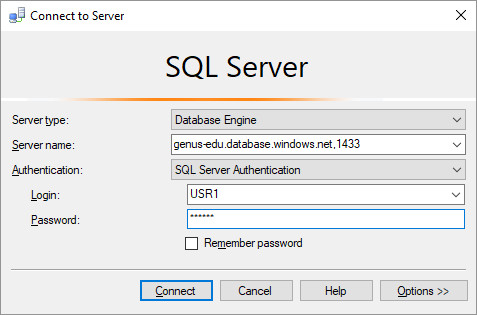 Connect to Server
SQL Server
Server type: Database Engine
Server name: genus-edu.database.windows.net,1433
Authentication: SQL Server Authentication
Login: USR1
Password: ******
Remember password
Connect Cancel Help Options >>